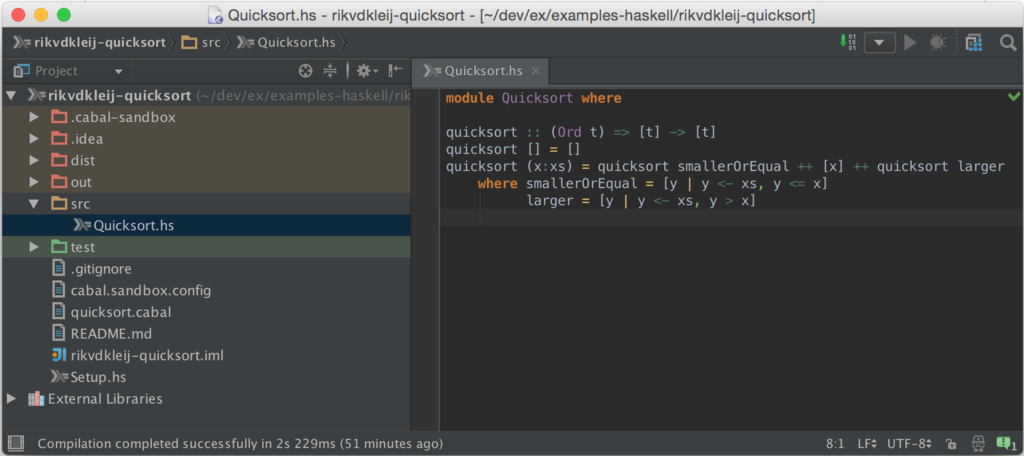 Quicksort.hs - rikvdkleij-quicksort - [~/dev/ex/examples-haskell/rikvdkleij-quicksort]
rikvdkleij-quicksort src Quicksort.hs
Project
rikvdkleij-quicksort (~/dev/ex/examples-haskell/rik
.cabal-sandbox
.idea
dist
out
src
Quicksort.hs
test
.gitignore
cabal.sandbox.config
quicksort.cabal
README.md
rikvdkleij-quicksort.iml
Setup.hs
External Libraries
Quicksort.hs
module Quicksort where
quicksort :: (Ord t) => [t] -> [t]
quicksort [] = []
quicksort (x:xs) = quicksort smallerOrEqual ++ [x] ++ quicksort larger
where smallerOrEqual = [y | y <- xs, y <= x]
larger = [y | y <- xs, y > x]
Compilation completed successfully in 2s 229ms (51 minutes ago) 8:1 LF UTF-8 1